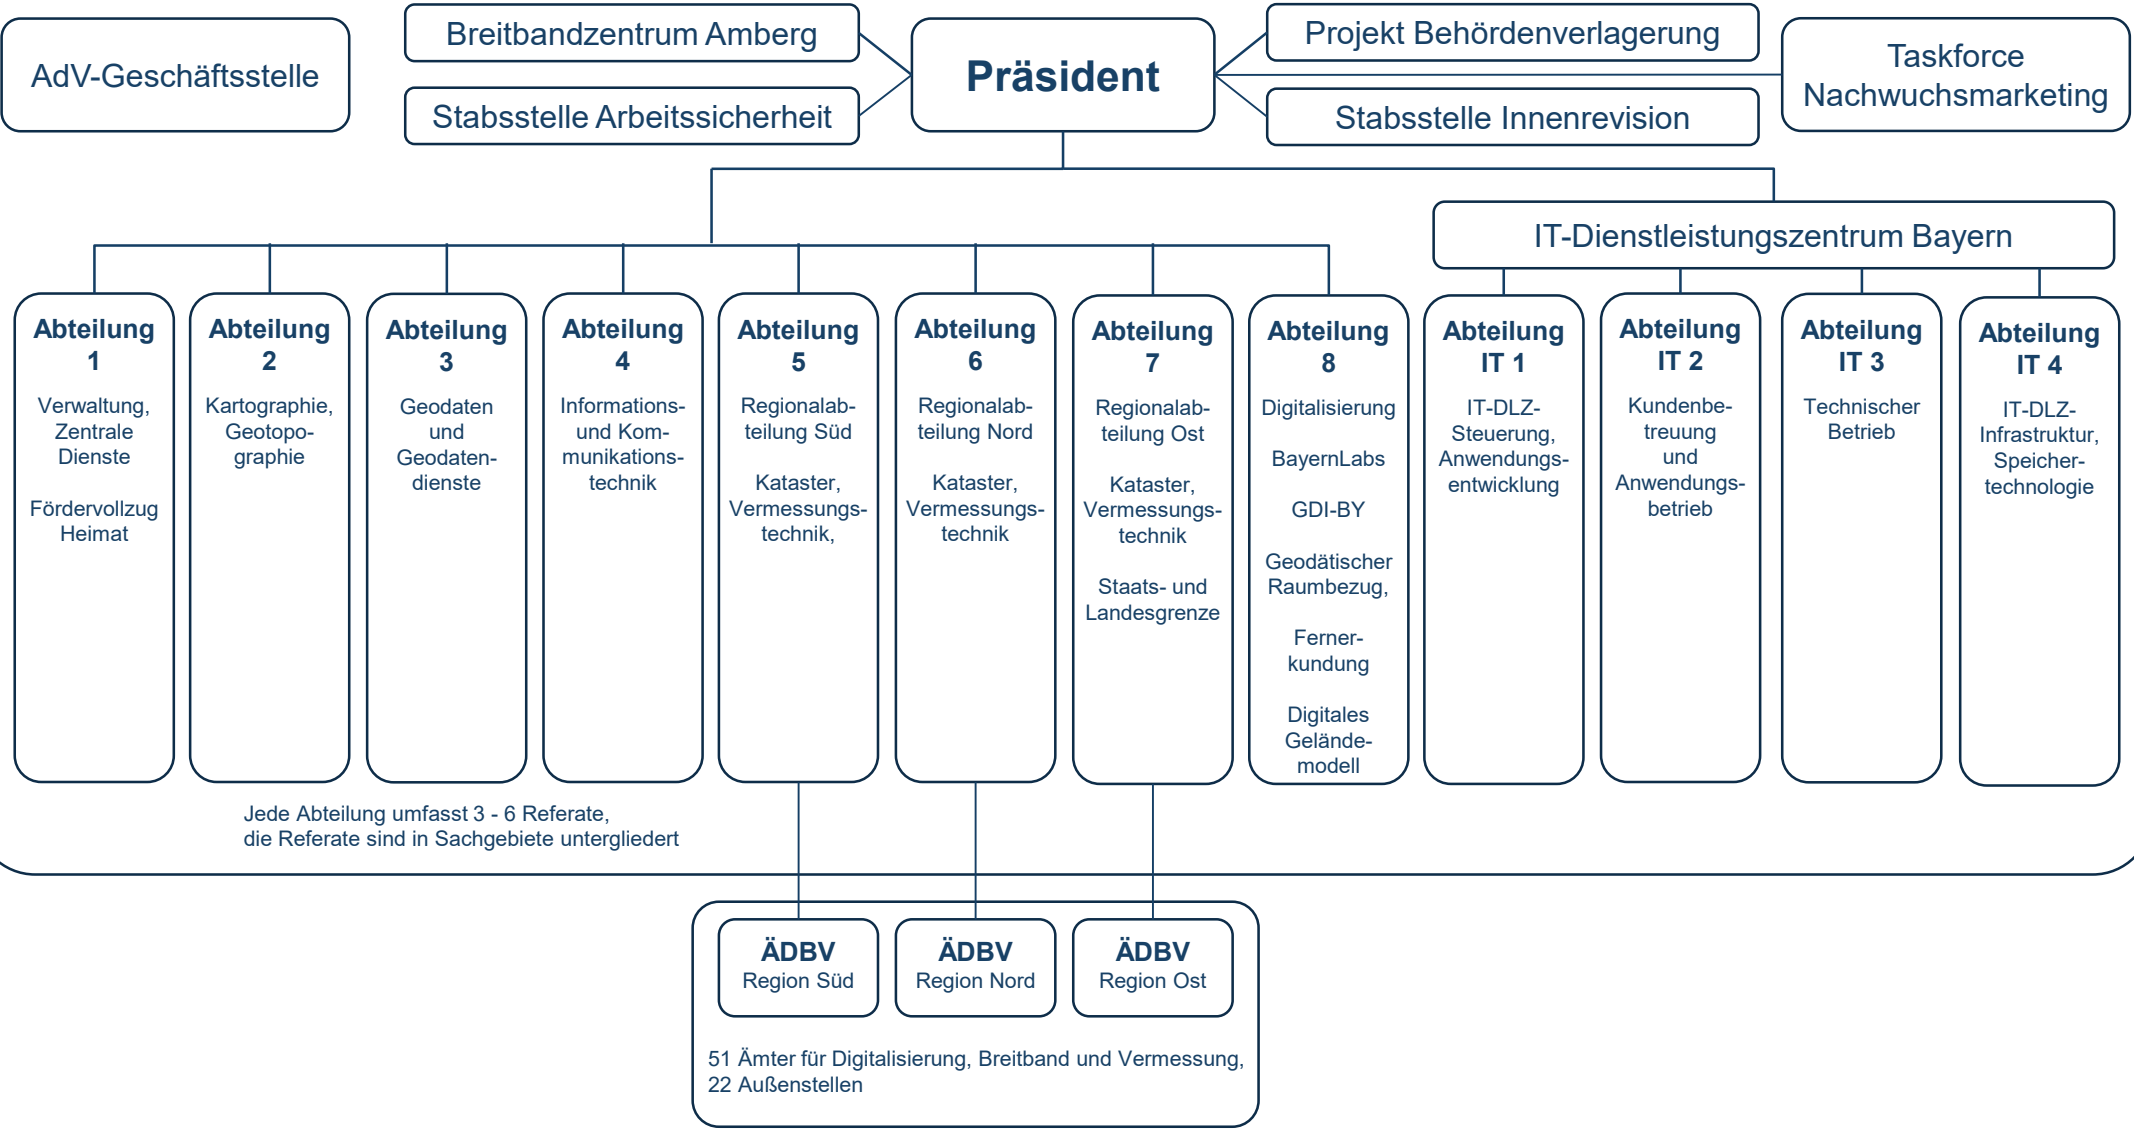 AdV-Geschäftsstelle
Breitbandzentrum Amberg
Stabsstelle Arbeitssicherheit
Präsident
Projekt Behördenverlagerung
Stabsstelle Innenrevision
Taskforce
Nachwuchsmarketing
IT-Dienstleistungszentrum Bayern
Abteilung
1
Verwaltung,
Zentrale
Dienste
Fördervollzug
Heimat
Abteilung
2
Kartographie,
Geotopo-
graphie
Abteilung
3
Geodaten
und
Geodaten-
dienste
Abteilung
4
Informations-
und Kom-
munikations-
technik
Abteilung
5
Regionalab-
teilung Süd
Kataster,
Vermessungs-
technik,
Abteilung
6
Regionalab-
teilung Nord
Kataster,
Vermessungs-
technik
Abteilung
7
Regionalab-
teilung Ost
Kataster,
Vermessungs-
technik
Staats- und
Landesgrenze
Abteilung
8
Digitalisierung
BayernLabs
GDI-BY
Geodätischer
Raumbezug,
Ferner-
kundung
Digitales
Gelände-
modell
Abteilung
IT 1
IT-DLZ-
Steuerung,
Anwendungs-
entwicklung
Abteilung
IT 2
Kundenbe-
treuung
und
Anwendungs-
betrieb
Abteilung
IT 3
Technischer
Betrieb
Abteilung
IT 4
IT-DLZ-
Infrastruktur,
Speicher-
technologie
Jede Abteilung umfasst 3 - 6 Referate,
die Referate sind in Sachgebiete untergliedert
ÄDBV
Region Süd
ÄDBV
Region Nord
ÄDBV
Region Ost
51 Ämter für Digitalisierung, Breitband und Vermessung,
22 Außenstellen